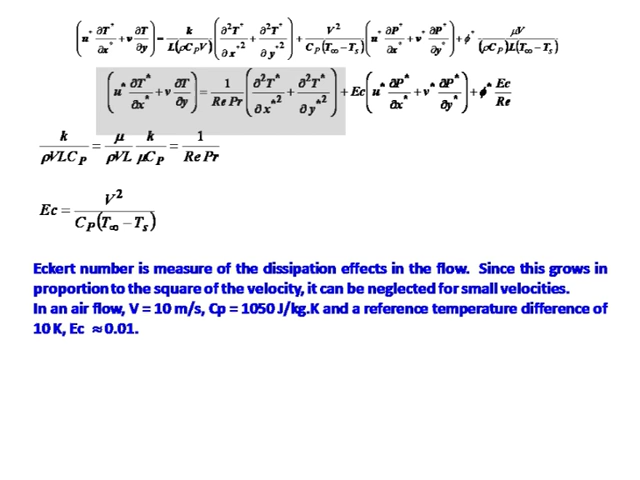 (u* ∂T*/∂x* + v ∂T/∂y) = k/L(ρC_P V) (∂²T*/∂x*² + ∂²T*/∂y*²) + V²/C_P(T∞−T_s) (u* ∂P*/∂x* + v* ∂P*/∂y*) + ϕ* μV/(ρC_P)L(T∞−T_s)
(u* ∂T*/∂x* + v ∂T/∂y) = 1/Re Pr (∂²T*/∂x*² + ∂²T*/∂y*²) + Ec(u* ∂P*/∂x* + v* ∂P*/∂y*) + ϕ* Ec/Re
k/ρVLC_P = μ/ρVL k/μC_P = 1/Re Pr
Ec = V²/C_P(T∞ − T_s)
Eckert number is measure of the dissipation effects in the flow. Since this grows in
proportion to the square of the velocity, it can be neglected for small velocities.
In an air flow, V = 10 m/s, Cp = 1050 J/kg.K and a reference temperature difference of
10 K, Ec ≈ 0.01.